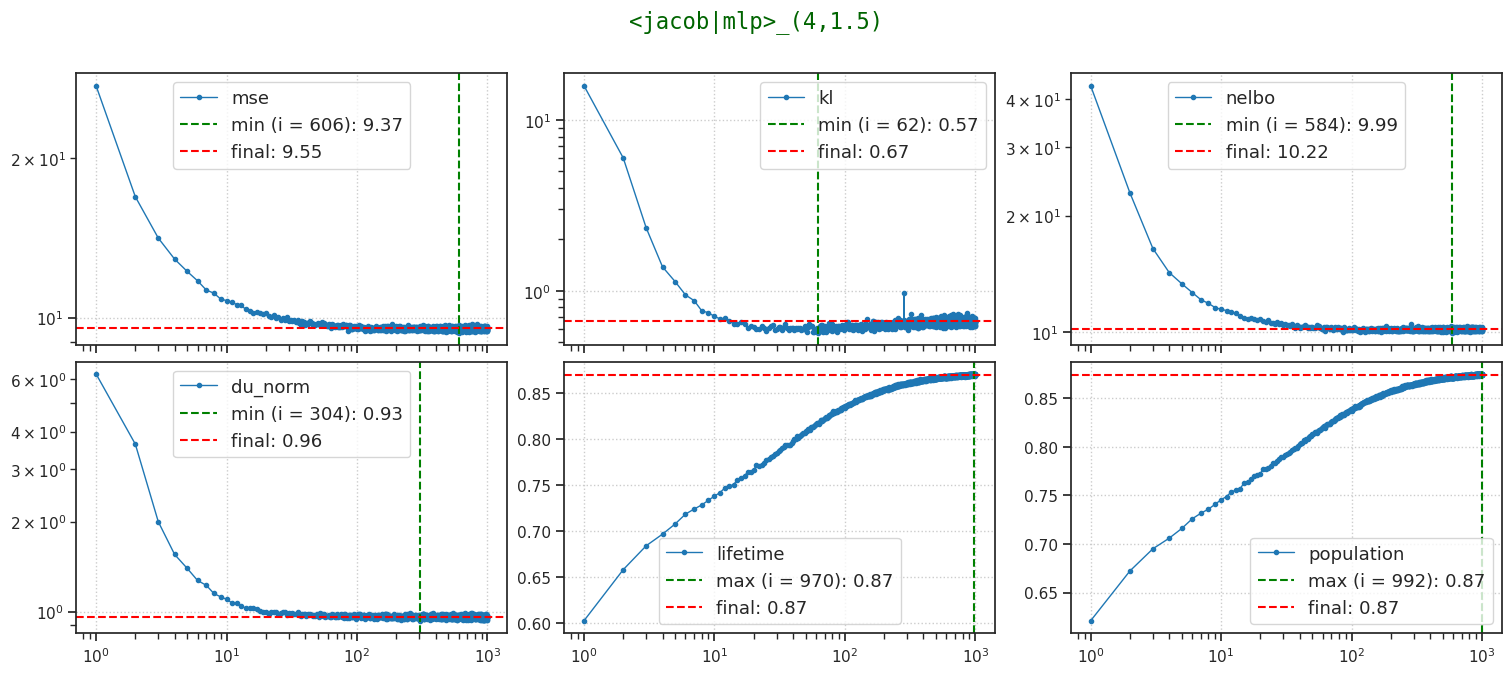 <jacob|mlp>_(4,1.5)
mse
min (i = 606): 9.37
final: 9.55
2 × 10¹
10¹
kl
min (i = 62): 0.57
final: 0.67
10¹
10⁰
nelbo
min (i = 584): 9.99
final: 10.22
4 × 10¹
3 × 10¹
2 × 10¹
10¹
du_norm
min (i = 304): 0.93
final: 0.96
6 × 10⁰
4 × 10⁰
3 × 10⁰
2 × 10⁰
10⁰
10⁰ 10¹ 10² 10³
0.85
0.80
0.75
0.70
0.65
0.60
lifetime
max (i = 970): 0.87
final: 0.87
10⁰ 10¹ 10² 10³
0.85
0.80
0.75
0.70
0.65
population
max (i = 992): 0.87
final: 0.87
10⁰ 10¹ 10² 10³